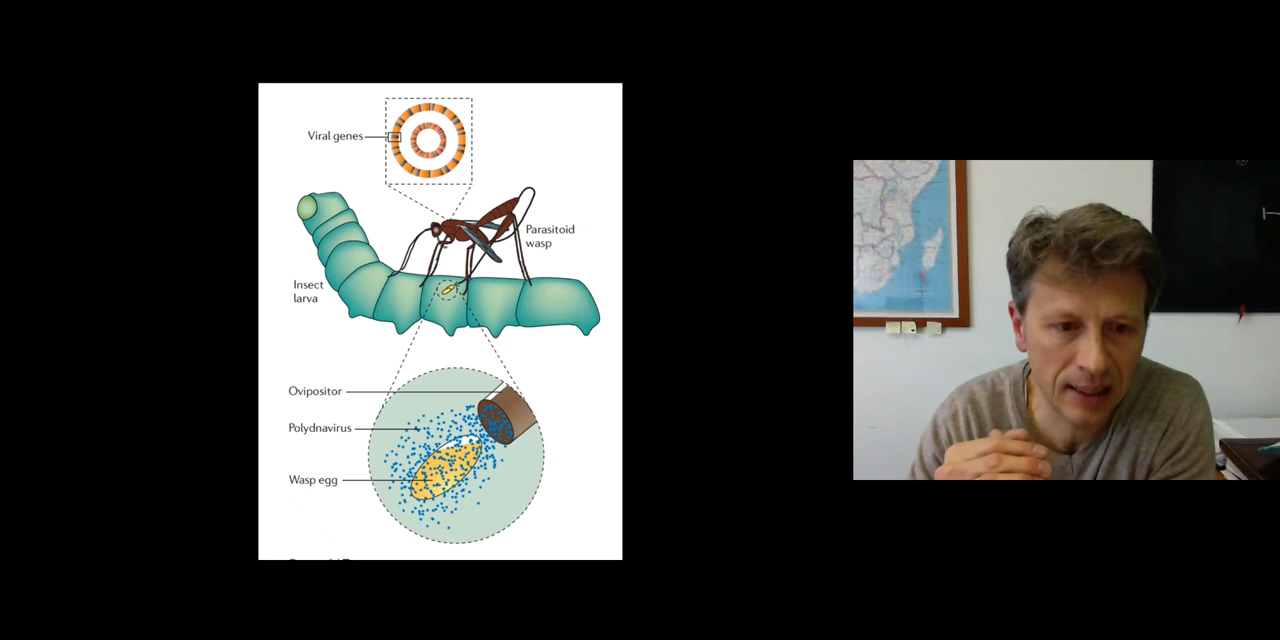 Viral genes
Parasitoid
wasp
Insect
larva
Ovipositor
Polydnavirus
Wasp egg